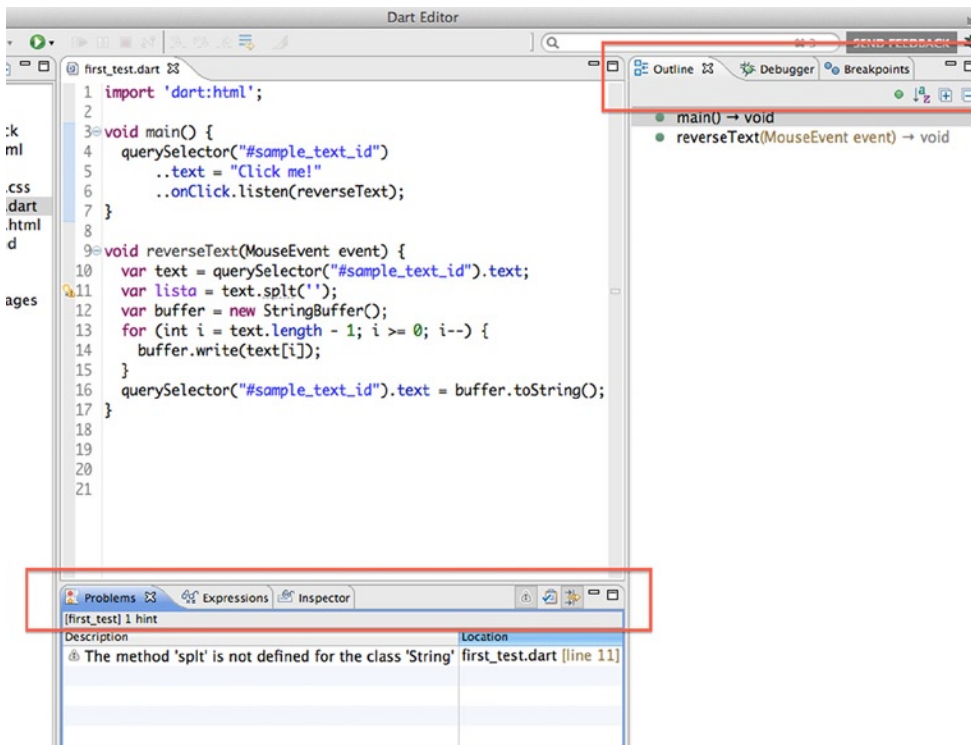 Dart Editor
SEND FEEDBACK
first_test.dart
Outline
Debugger
Breakpoints
ck
ml
.css
.dart
.html
d
ages
1 import 'dart:html';
2
3 void main() {
4 querySelector("#sample_text_id")
5 ..text = "Click me!"
6 ..onClick.listen(reverseText);
7 }
8
9 void reverseText(MouseEvent event) {
10 var text = querySelector("#sample_text_id").text;
11 var lista = text.splt('');
12 var buffer = new StringBuffer();
13 for (int i = text.length - 1; i >= 0; i--) {
14 buffer.write(text[i]);
15 }
16 querySelector("#sample_text_id").text = buffer.toString();
17 }
18
19
20
21
main() → void
reverseText(MouseEvent event) → void
Problems
Expressions
Inspector
[first_test] 1 hint
Description
Location
The method 'splt' is not defined for the class 'String'
first_test.dart [line 11]